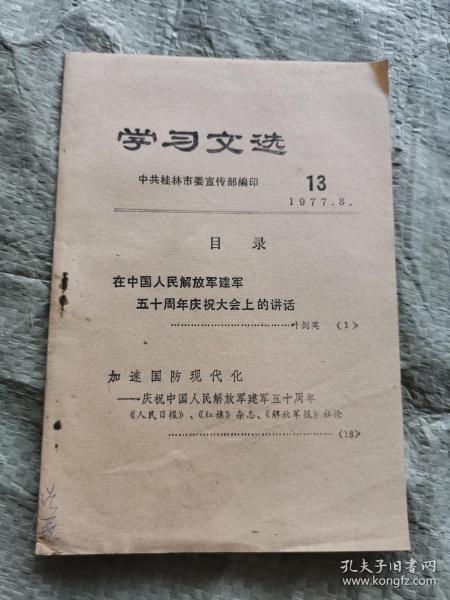 学习文选
中共桂林市委宣传部编印
13
1977.8.
目录
在中国人民解放军建军
五十周年庆祝大会上的讲话
…………………………………叶剑英 (1)
加速国防现代化
——庆祝中国人民解放军建军五十周年
《人民日报》、《红旗》杂志、《解放军报》社论
…………………………………(18)
孔夫子旧书网
www.kongfz.com